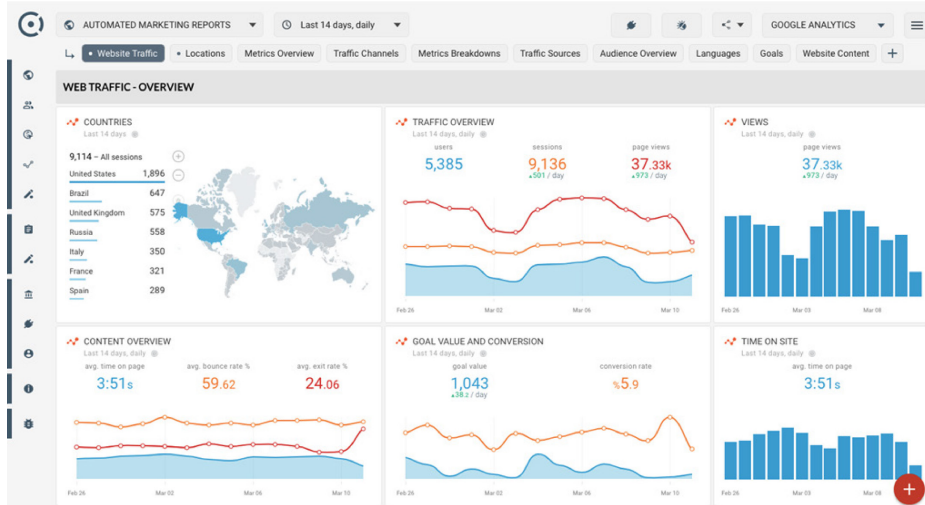 AUTOMATED MARKETING REPORTS
Last 14 days, daily
GOOGLE ANALYTICS
Website Traffic
Locations
Metrics Overview
Traffic Channels
Metrics Breakdowns
Traffic Sources
Audience Overview
Languages
Goals
Website Content
WEB TRAFFIC - OVERVIEW
COUNTRIES
Last 14 days
9,114 – All sessions
United States 1,896
Brazil 647
United Kingdom 575
Russia 558
Italy 350
France 321
Spain 289
TRAFFIC OVERVIEW
Last 14 days, daily
users sessions page views
5,385 9,136 37.33k
▴501 / day ▴973 / day
Feb 26 Mar 02 Mar 06 Mar 10
VIEWS
Last 14 days, daily
page views
37.33k
▴973 / day
Feb 26 Mar 03 Mar 08
CONTENT OVERVIEW
Last 14 days, daily
avg. time on page avg. bounce rate % avg. exit rate %
3:51s 59.62 24.06
Feb 26 Mar 02 Mar 06 Mar 10
GOAL VALUE AND CONVERSION
Last 14 days, daily
goal value conversion rate
1,043 %5.9
▴38.2 / day
Feb 26 Mar 02 Mar 06 Mar 10
TIME ON SITE
Last 14 days, daily
avg. time on page
3:51s
Feb 26 Mar 03 Mar 08